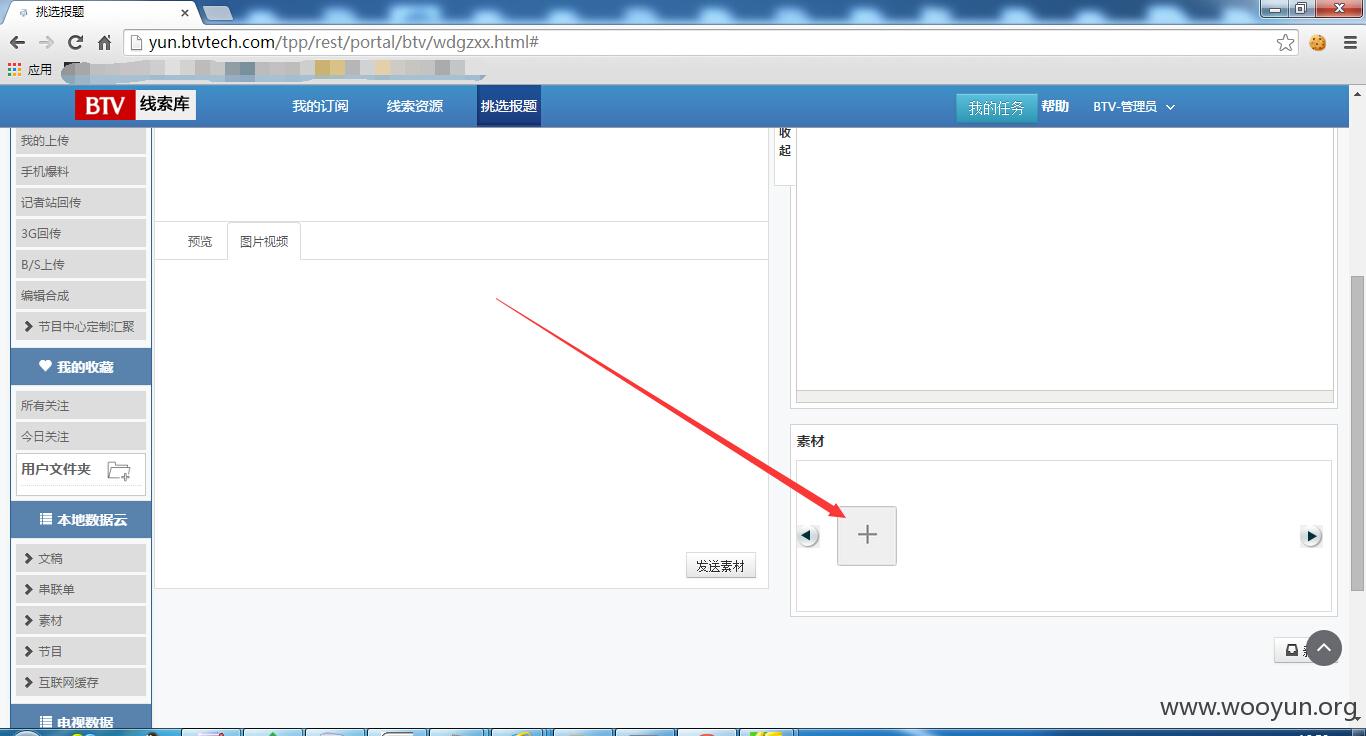 挑选报题
yun.btvtech.com/tpp/rest/portal/btv/wdgzxx.html#
应用
BTV 线索库
我的订阅
线索资源
挑选报题
我的任务
帮助
BTV-管理员
我的上传
手机爆料
记者站回传
3G回传
B/S上传
编辑合成
节目中心定制汇聚
我的收藏
所有关注
今日关注
用户文件夹
本地数据云
文稿
串联单
素材
节目
互联网缓存
电视数据
预览
图片视频
发送素材
收
起
素材
www.wooyun.org